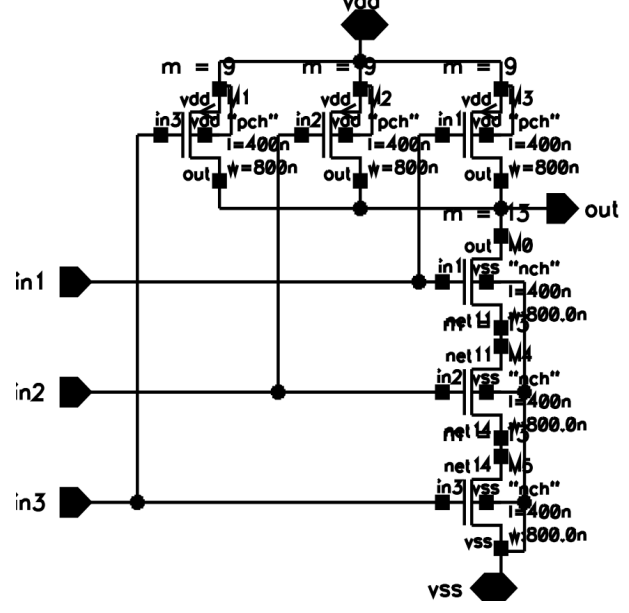 vdd
m = 9 m = 9 m = 9
vdd M1 vdd M2 vdd M3
in3 vdd "pch" in2 vdd "pch" in1 vdd "pch"
l=400n l=400n l=400n
out w=800n out w=800n out w=800n
out
m = 13
out M0
in1 in1 vss "nch"
l=400n
w=800.0n
net11 m = 13
net11 M4
in2 in2 vss "nch"
l=400n
w=800.0n
net14 m = 13
net14 M5
in3 in3 vss "nch"
l=400n
w=800.0n
vss
vss